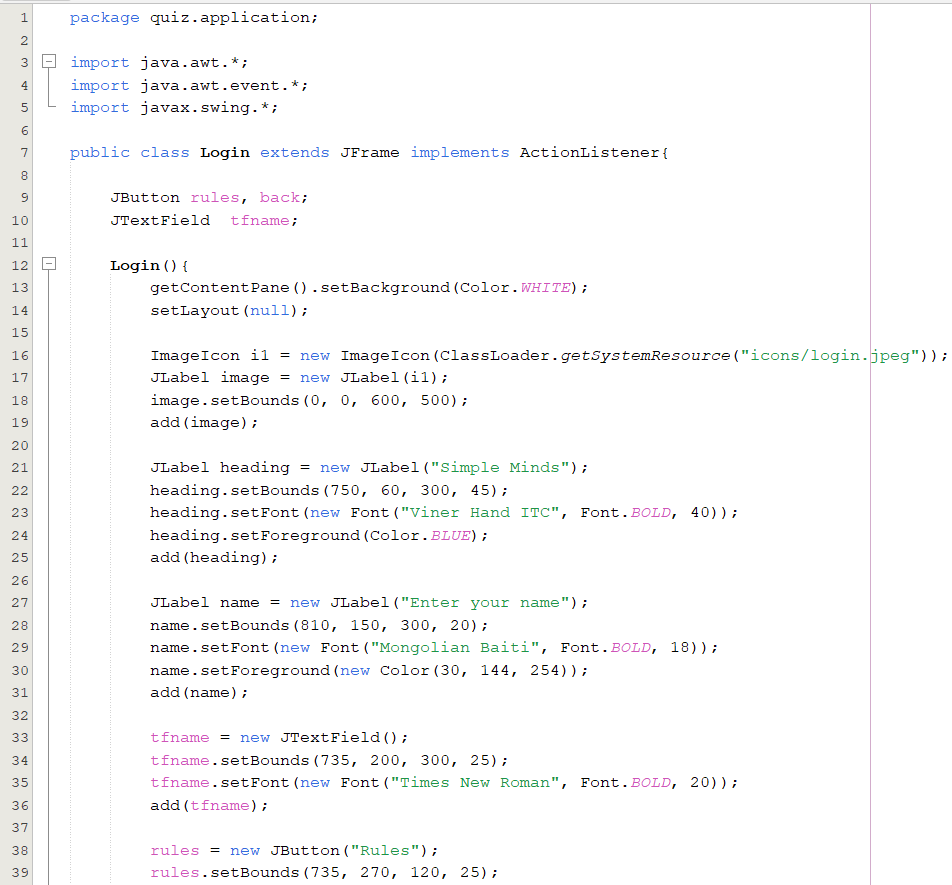 1 package quiz.application;
2
3 import java.awt.*;
4 import java.awt.event.*;
5 import javax.swing.*;
6
7 public class Login extends JFrame implements ActionListener{
8
9     JButton rules, back;
10     JTextField  tfname;
11
12     Login(){
13         getContentPane().setBackground(Color.WHITE);
14         setLayout(null);
15
16         ImageIcon i1 = new ImageIcon(ClassLoader.getSystemResource("icons/login.jpeg"));
17         JLabel image = new JLabel(i1);
18         image.setBounds(0, 0, 600, 500);
19         add(image);
20
21         JLabel heading = new JLabel("Simple Minds");
22         heading.setBounds(750, 60, 300, 45);
23         heading.setFont(new Font("Viner Hand ITC", Font.BOLD, 40));
24         heading.setForeground(Color.BLUE);
25         add(heading);
26
27         JLabel name = new JLabel("Enter your name");
28         name.setBounds(810, 150, 300, 20);
29         name.setFont(new Font("Mongolian Baiti", Font.BOLD, 18));
30         name.setForeground(new Color(30, 144, 254));
31         add(name);
32
33         tfname = new JTextField();
34         tfname.setBounds(735, 200, 300, 25);
35         tfname.setFont(new Font("Times New Roman", Font.BOLD, 20));
36         add(tfname);
37
38         rules = new JButton("Rules");
39         rules.setBounds(735, 270, 120, 25);